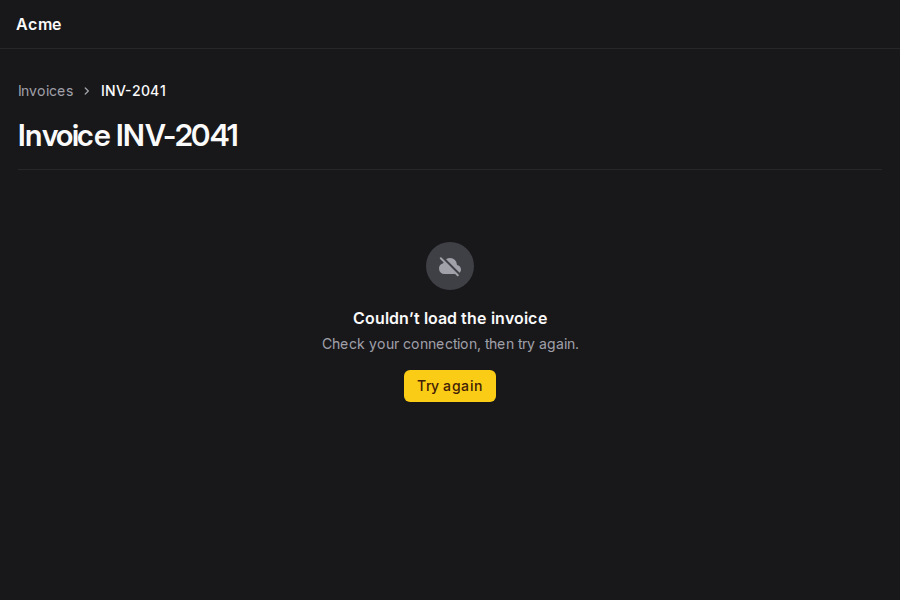 Acme
Invoices > INV-2041
Invoice INV-2041
Couldn’t load the invoice
Check your connection, then try again.
Try again